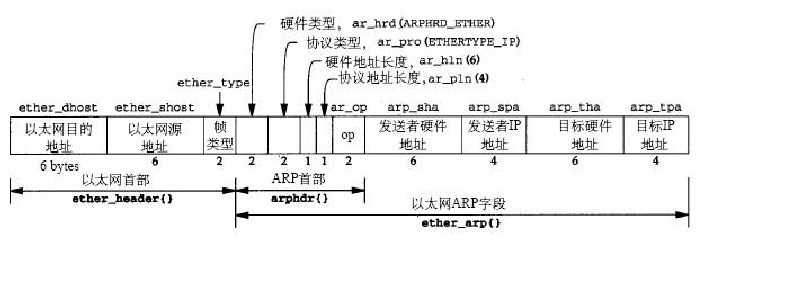 硬件类型, ar_hrd(ARPHRD_ETHER)
协议类型, ar_pro(ETHERTYPE_IP)
硬件地址长度, ar_hln(6)
协议地址长度, ar_pln(4)
ether_type
ether_dhost ether_shost ar_op arp_sha arp_spa arp_tha arp_tpa
以太网目的 以太网源 帧 op 发送者硬件 发送者IP 目标硬件 目标IP
地址 地址 类型 地址 地址 地址 地址
6 bytes 6 2 2 2 1 1 2 6 4 6 4
以太网首部 ARP首部
ether_header{} arphdr{} 以太网ARP字段
ether_arp{}